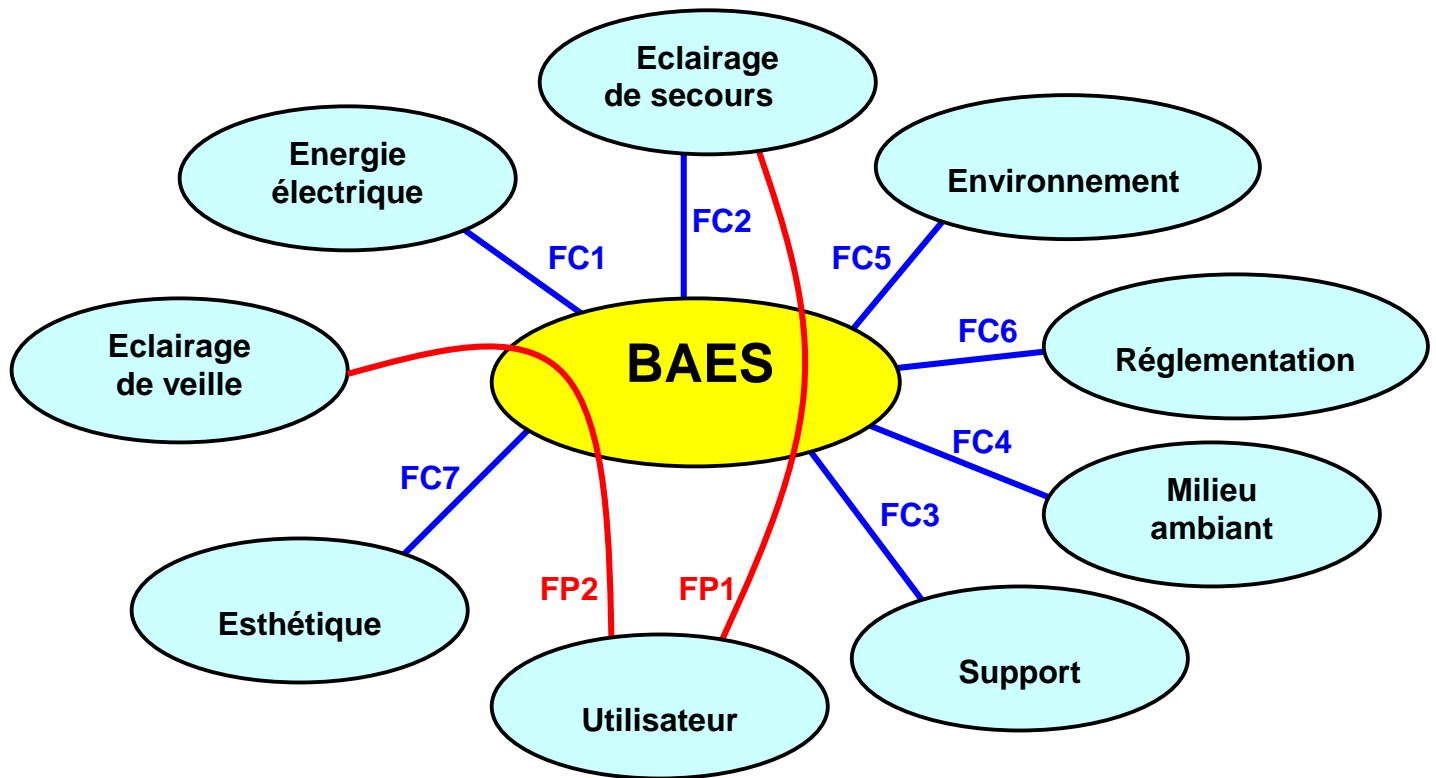 Eclairage
de secours
Energie
électrique
Environnement
FC2
FC1
FC5
Eclairage
de veille
BAES
FC6
Réglementation
FC4
FC7
FC3
Milieu
ambiant
FP2
FP1
Esthétique
Support
Utilisateur